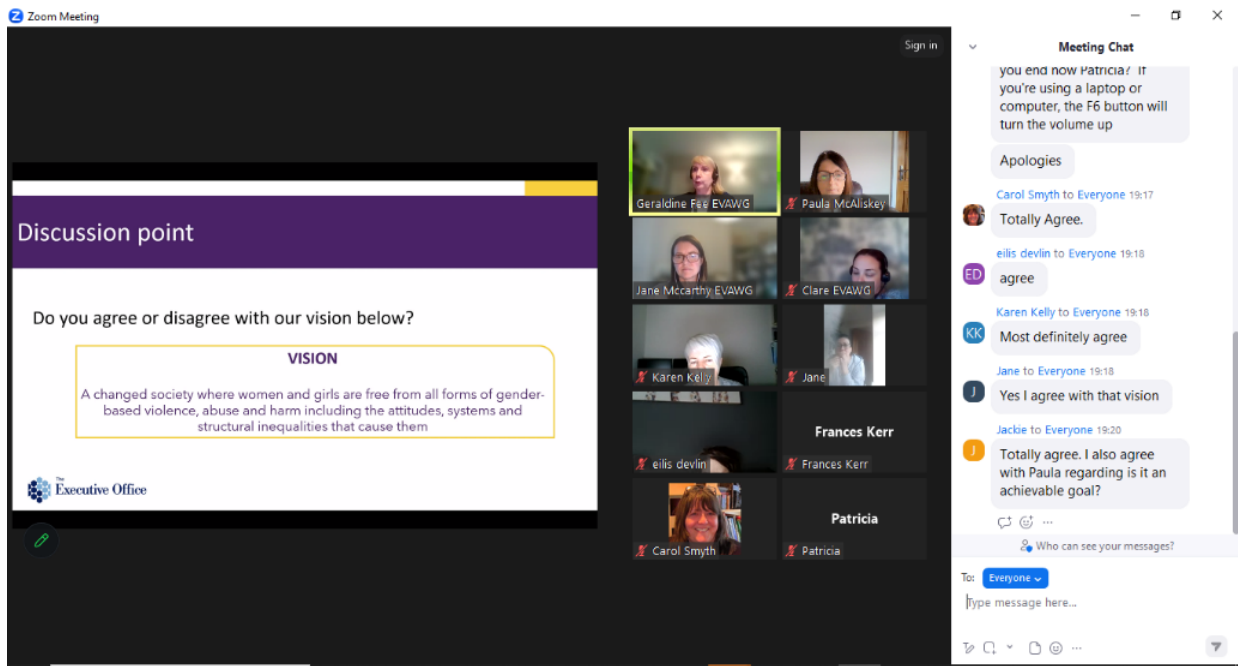 Zoom Meeting
Sign in
Discussion point
Do you agree or disagree with our vision below?
VISION
A changed society where women and girls are free from all forms of gender-
based violence, abuse and harm including the attitudes, systems and
structural inequalities that cause them
The
Executive Office
Geraldine Fee EVAWG
Paula McAliskey
Jane Mccarthy EVAWG
Clare EVAWG
Karen Kelly
Jane
eilis devlin
Frances Kerr
Frances Kerr
Carol Smyth
Patricia
Patricia
Meeting Chat
you end now Patricia? If
you're using a laptop or
computer, the F6 button will
turn the volume up
Apologies
Carol Smyth to Everyone 19:17
Totally Agree.
eilis devlin to Everyone 19:18
ED
agree
Karen Kelly to Everyone 19:18
KK
Most definitely agree
Jane to Everyone 19:18
J
Yes I agree with that vision
Jackie to Everyone 19:20
J
Totally agree. I also agree
with Paula regarding is it an
achievable goal?
Who can see your messages?
To: Everyone
Type message here...